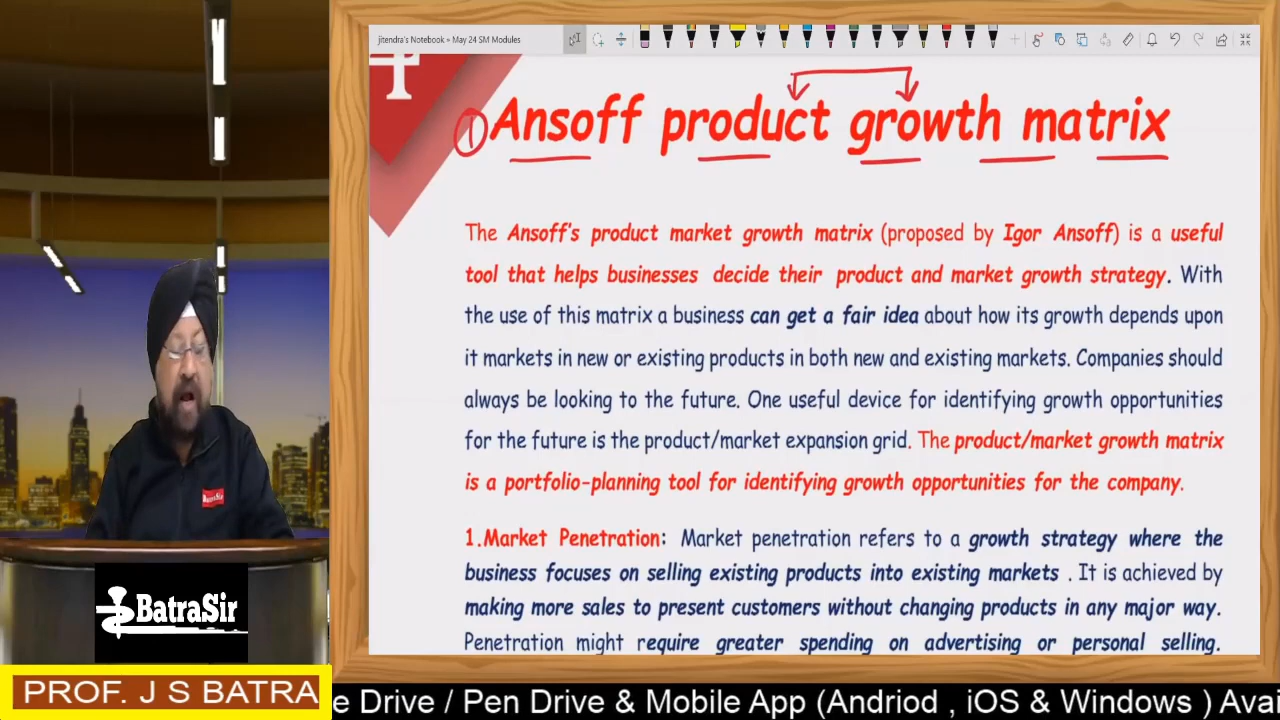 jitendra's Notebook » May 24 SM Modules
① Ansoff product growth matrix
The Ansoff's product market growth matrix (proposed by Igor Ansoff) is a useful
tool that helps businesses decide their product and market growth strategy. With
the use of this matrix a business can get a fair idea about how its growth depends upon
it markets in new or existing products in both new and existing markets. Companies should
always be looking to the future. One useful device for identifying growth opportunities
for the future is the product/market expansion grid. The product/market growth matrix
is a portfolio-planning tool for identifying growth opportunities for the company.
1.Market Penetration: Market penetration refers to a growth strategy where the
business focuses on selling existing products into existing markets . It is achieved by
making more sales to present customers without changing products in any major way.
Penetration might require greater spending on advertising or personal selling.
BatraSir
BatraSir
PROF. J S BATRA
e Drive / Pen Drive & Mobile App (Andriod , iOS & Windows ) Avai